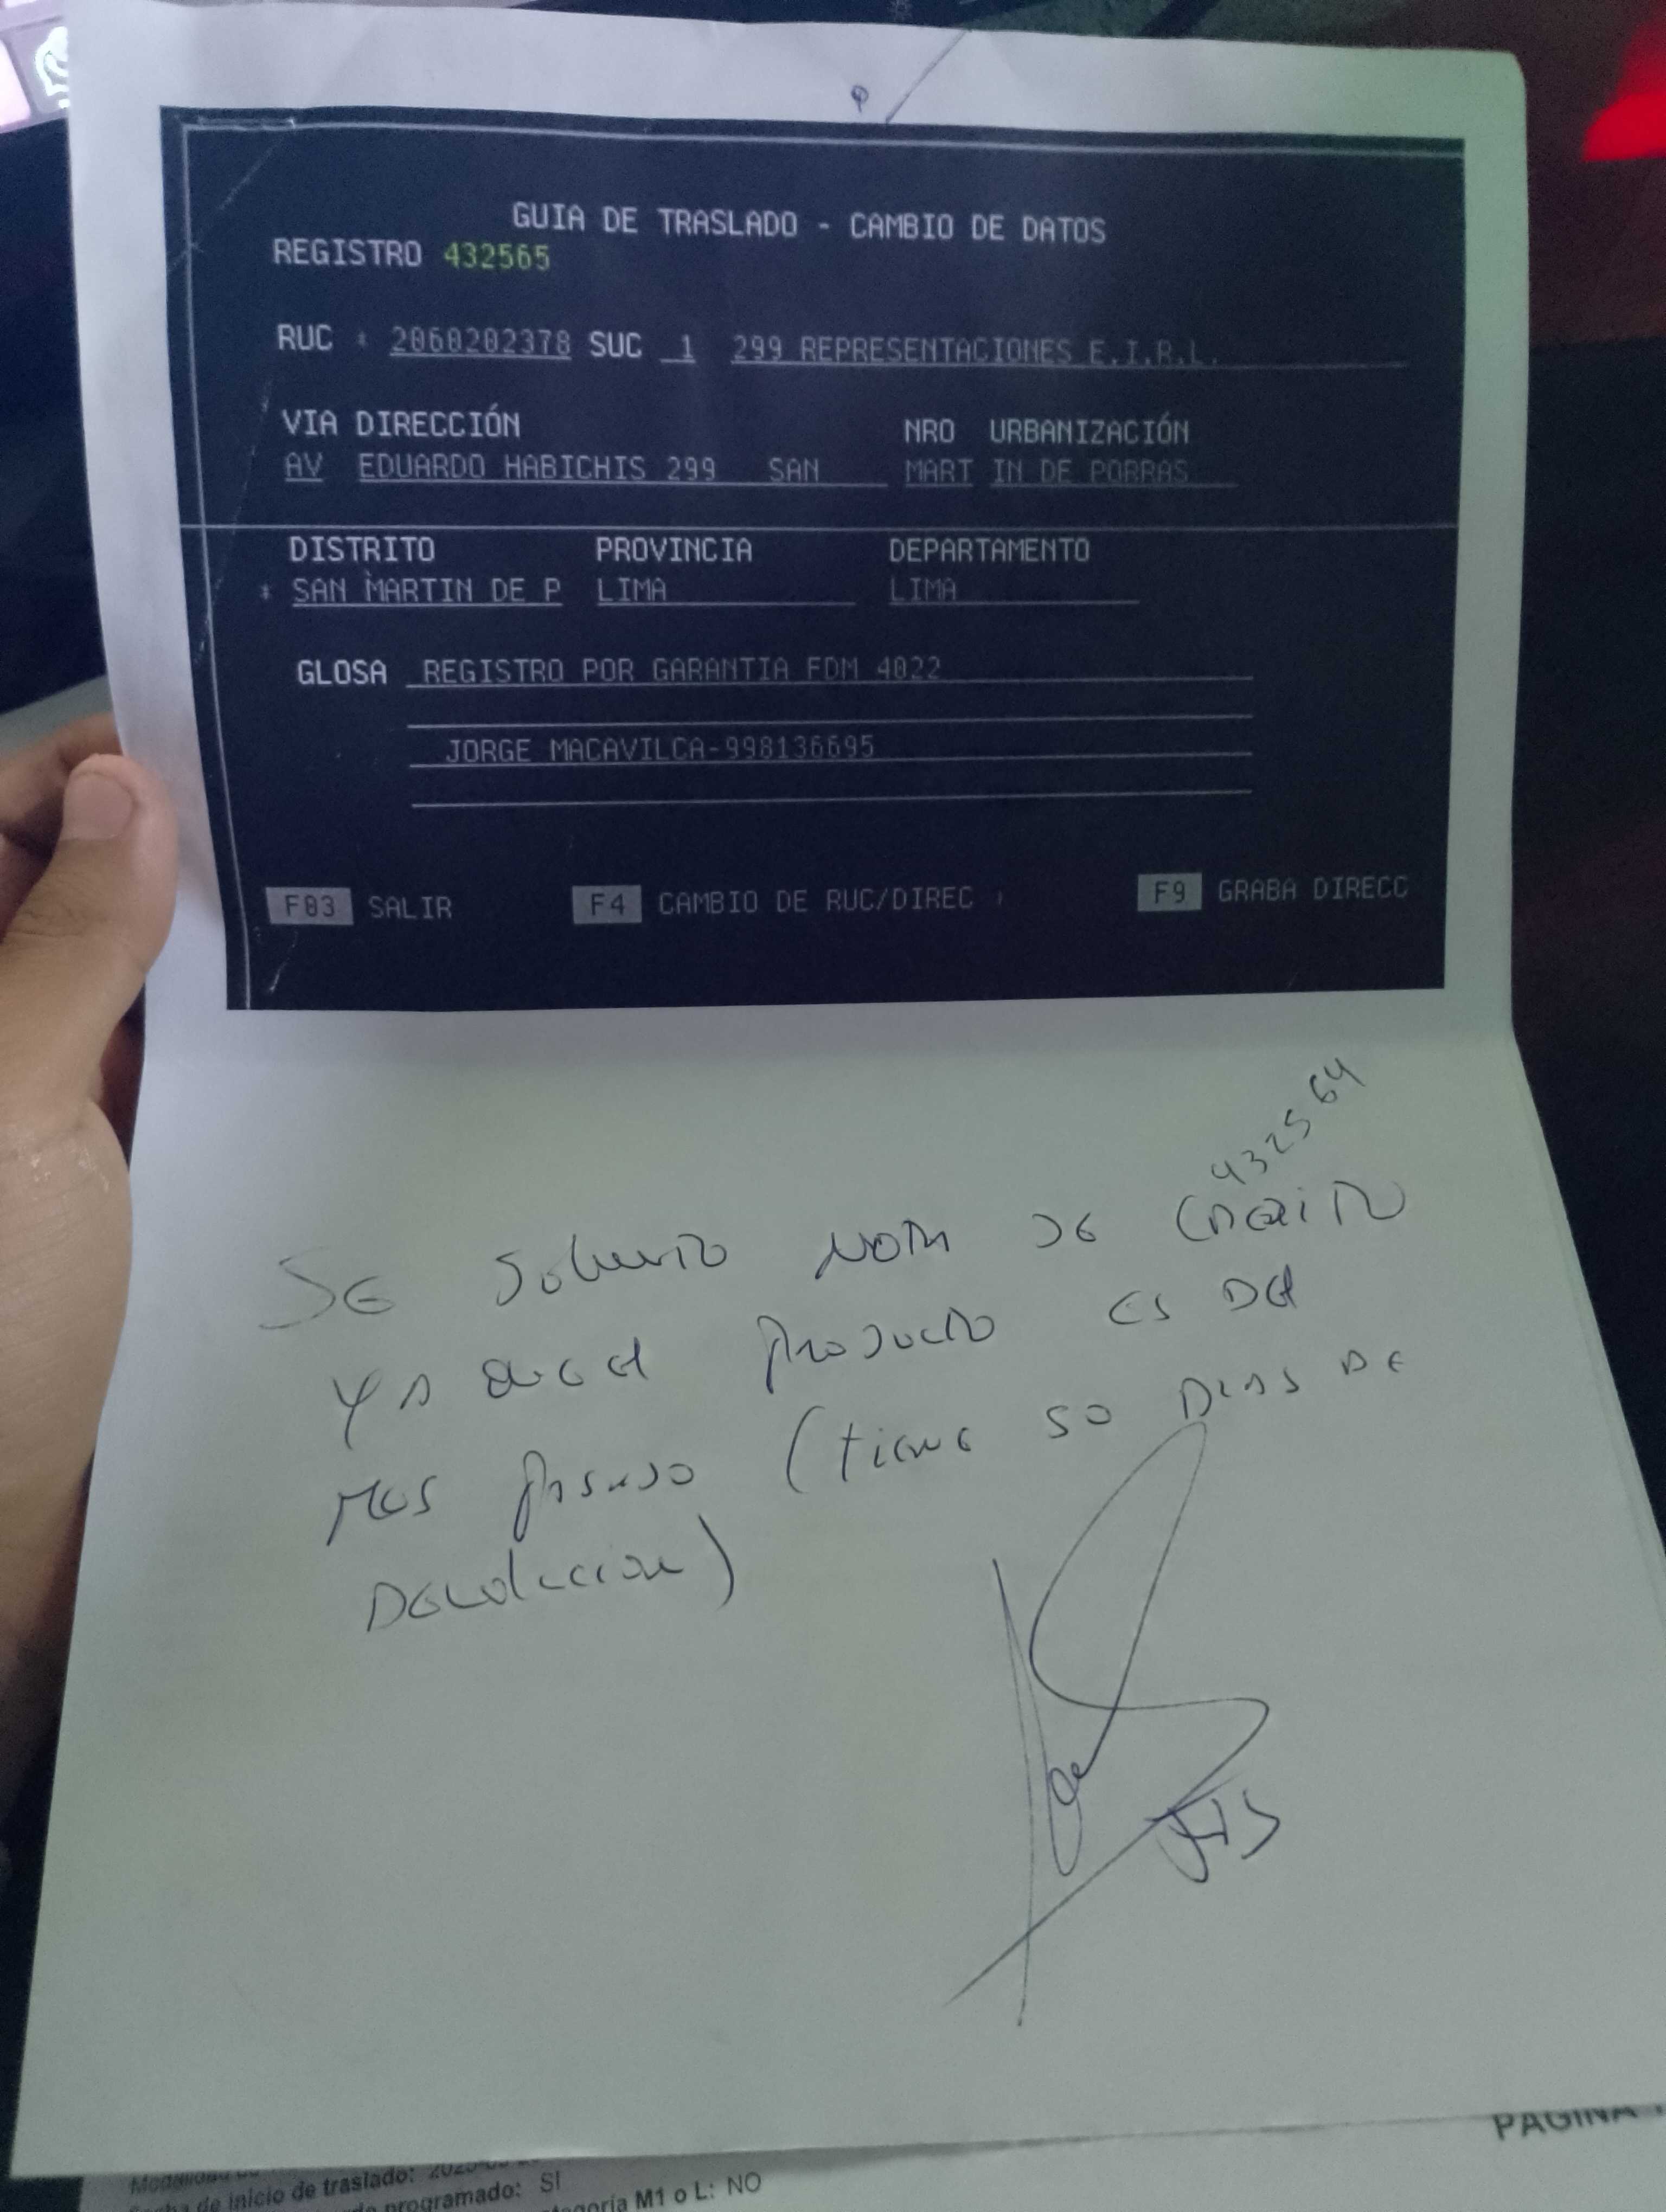 GUIA DE TRASLADO - CAMBIO DE DATOS
REGISTRO 432565
RUC * 2060202378 SUC 1 299 REPRESENTACIONES E.I.R.L.
VIA DIRECCIÓN NRO URBANIZACIÓN
AV EDUARDO HABICHIS 299 SAN MART IN DE PORRAS
DISTRITO PROVINCIA DEPARTAMENTO
* SAN MARTIN DE P LIMA LIMA
GLOSA REGISTRO POR GARANTIA FDM 4022
JORGE MACAVILCA-998136695
F03 SALIR F4 CAMBIO DE RUC/DIREC F9 GRABA DIRECC
432564
SE Solicito NOTA DE CREDITO
YA QUE el PRODUCTO ES DEl
MES PASADO (tiene 50 DIAS DE
DEVOLUCION)
PAGINA
Modalidad
de inicio de traslado:
programado: SI
M1 o L: NO